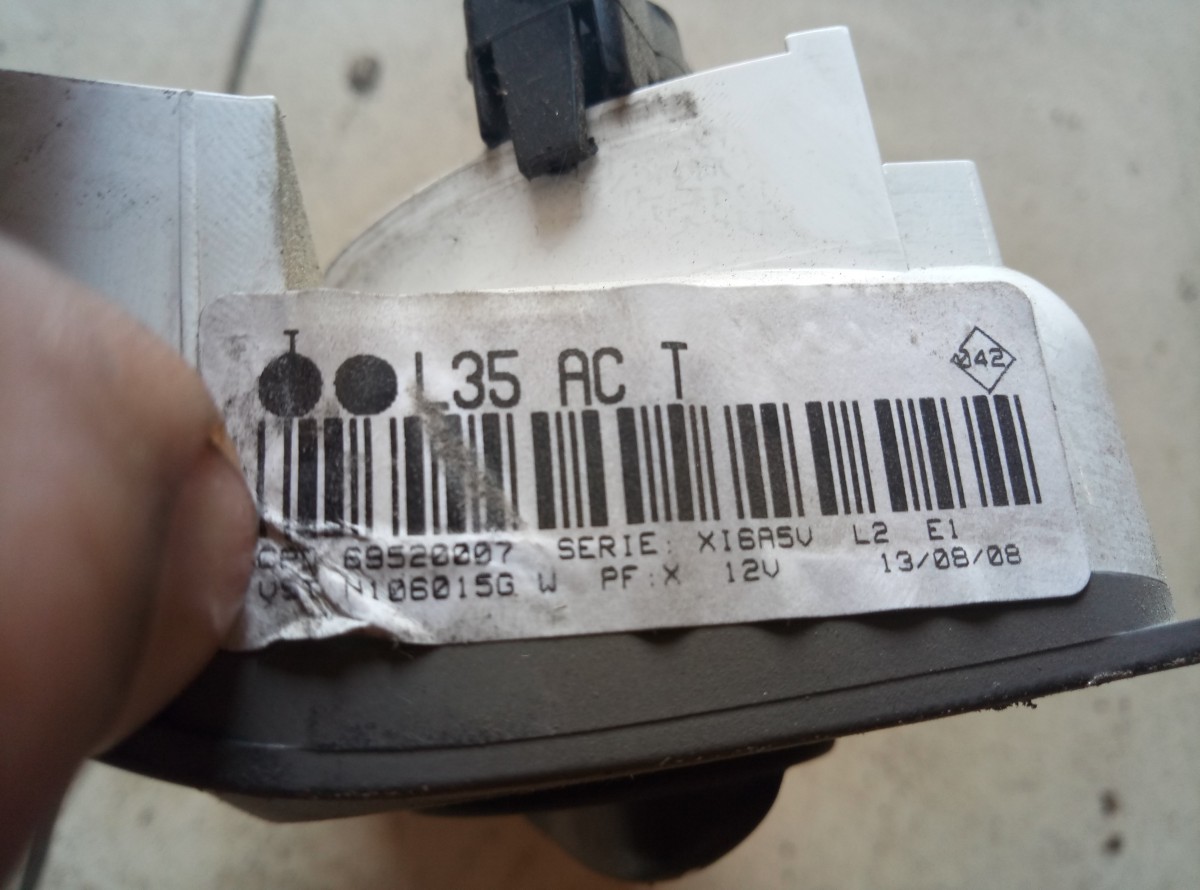 T
L35 AC T
042
69520007 SERIE: XI6A5V L2 E1
N106015G W PF:X 12V 13/08/08